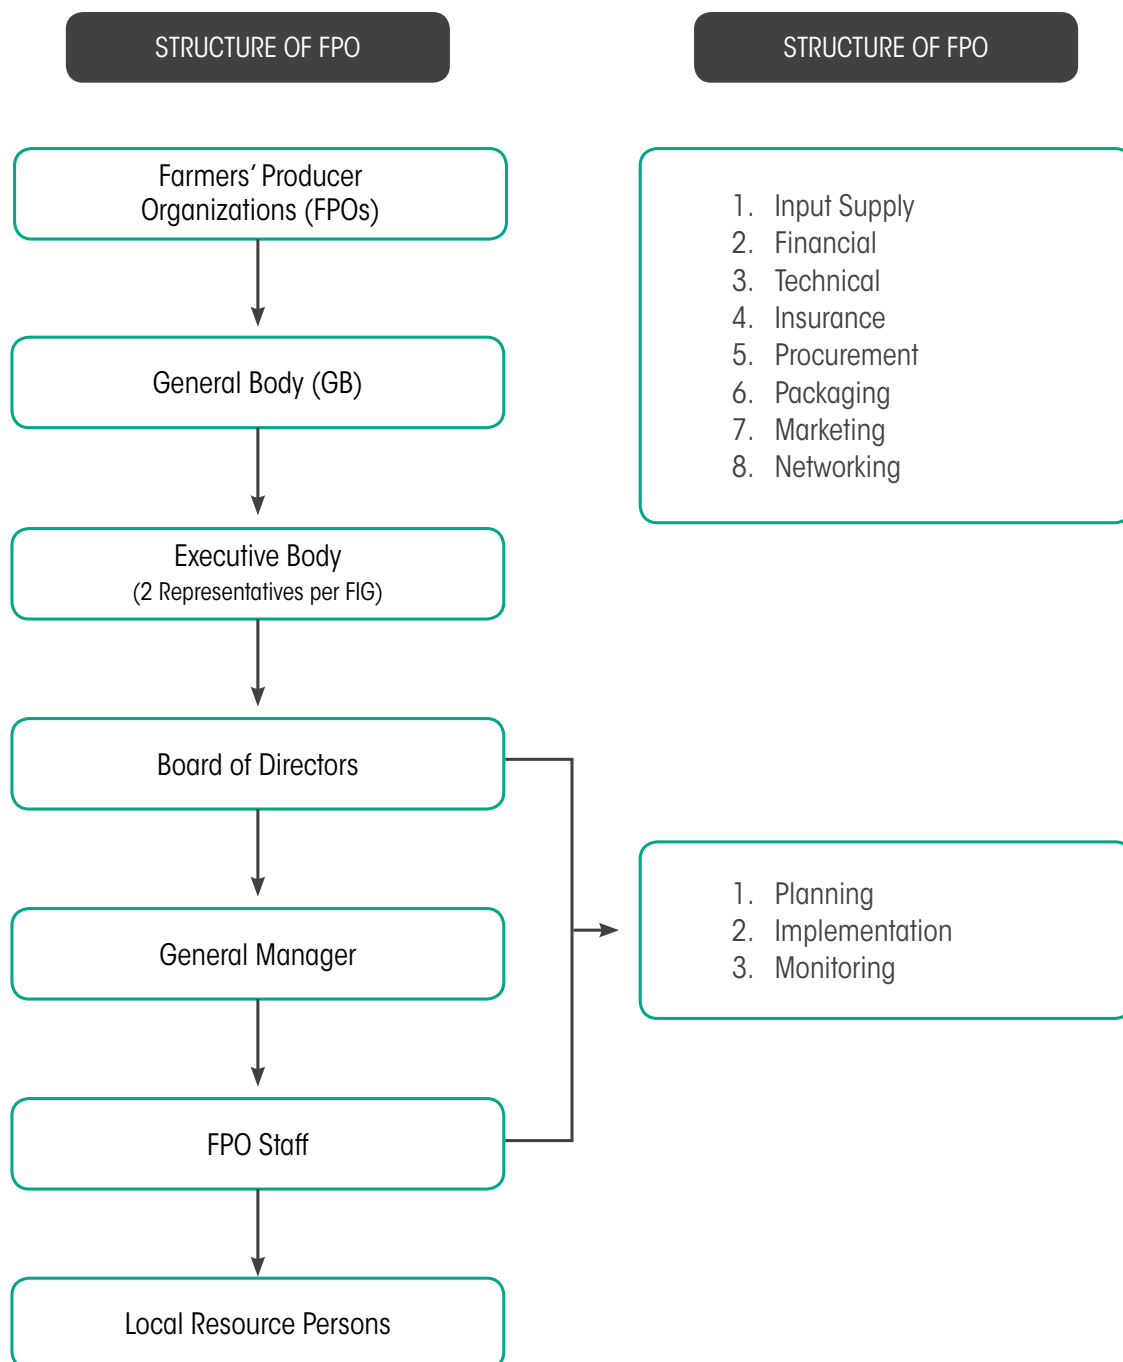 STRUCTURE OF FPO
Farmers' Producer
Organizations (FPOs)
General Body (GB)
Executive Body
(2 Representatives per FIG)
Board of Directors
General Manager
FPO Staff
Local Resource Persons
STRUCTURE OF FPO
1. Input Supply
2. Financial
3. Technical
4. Insurance
5. Procurement
6. Packaging
7. Marketing
8. Networking
1. Planning
2. Implementation
3. Monitoring